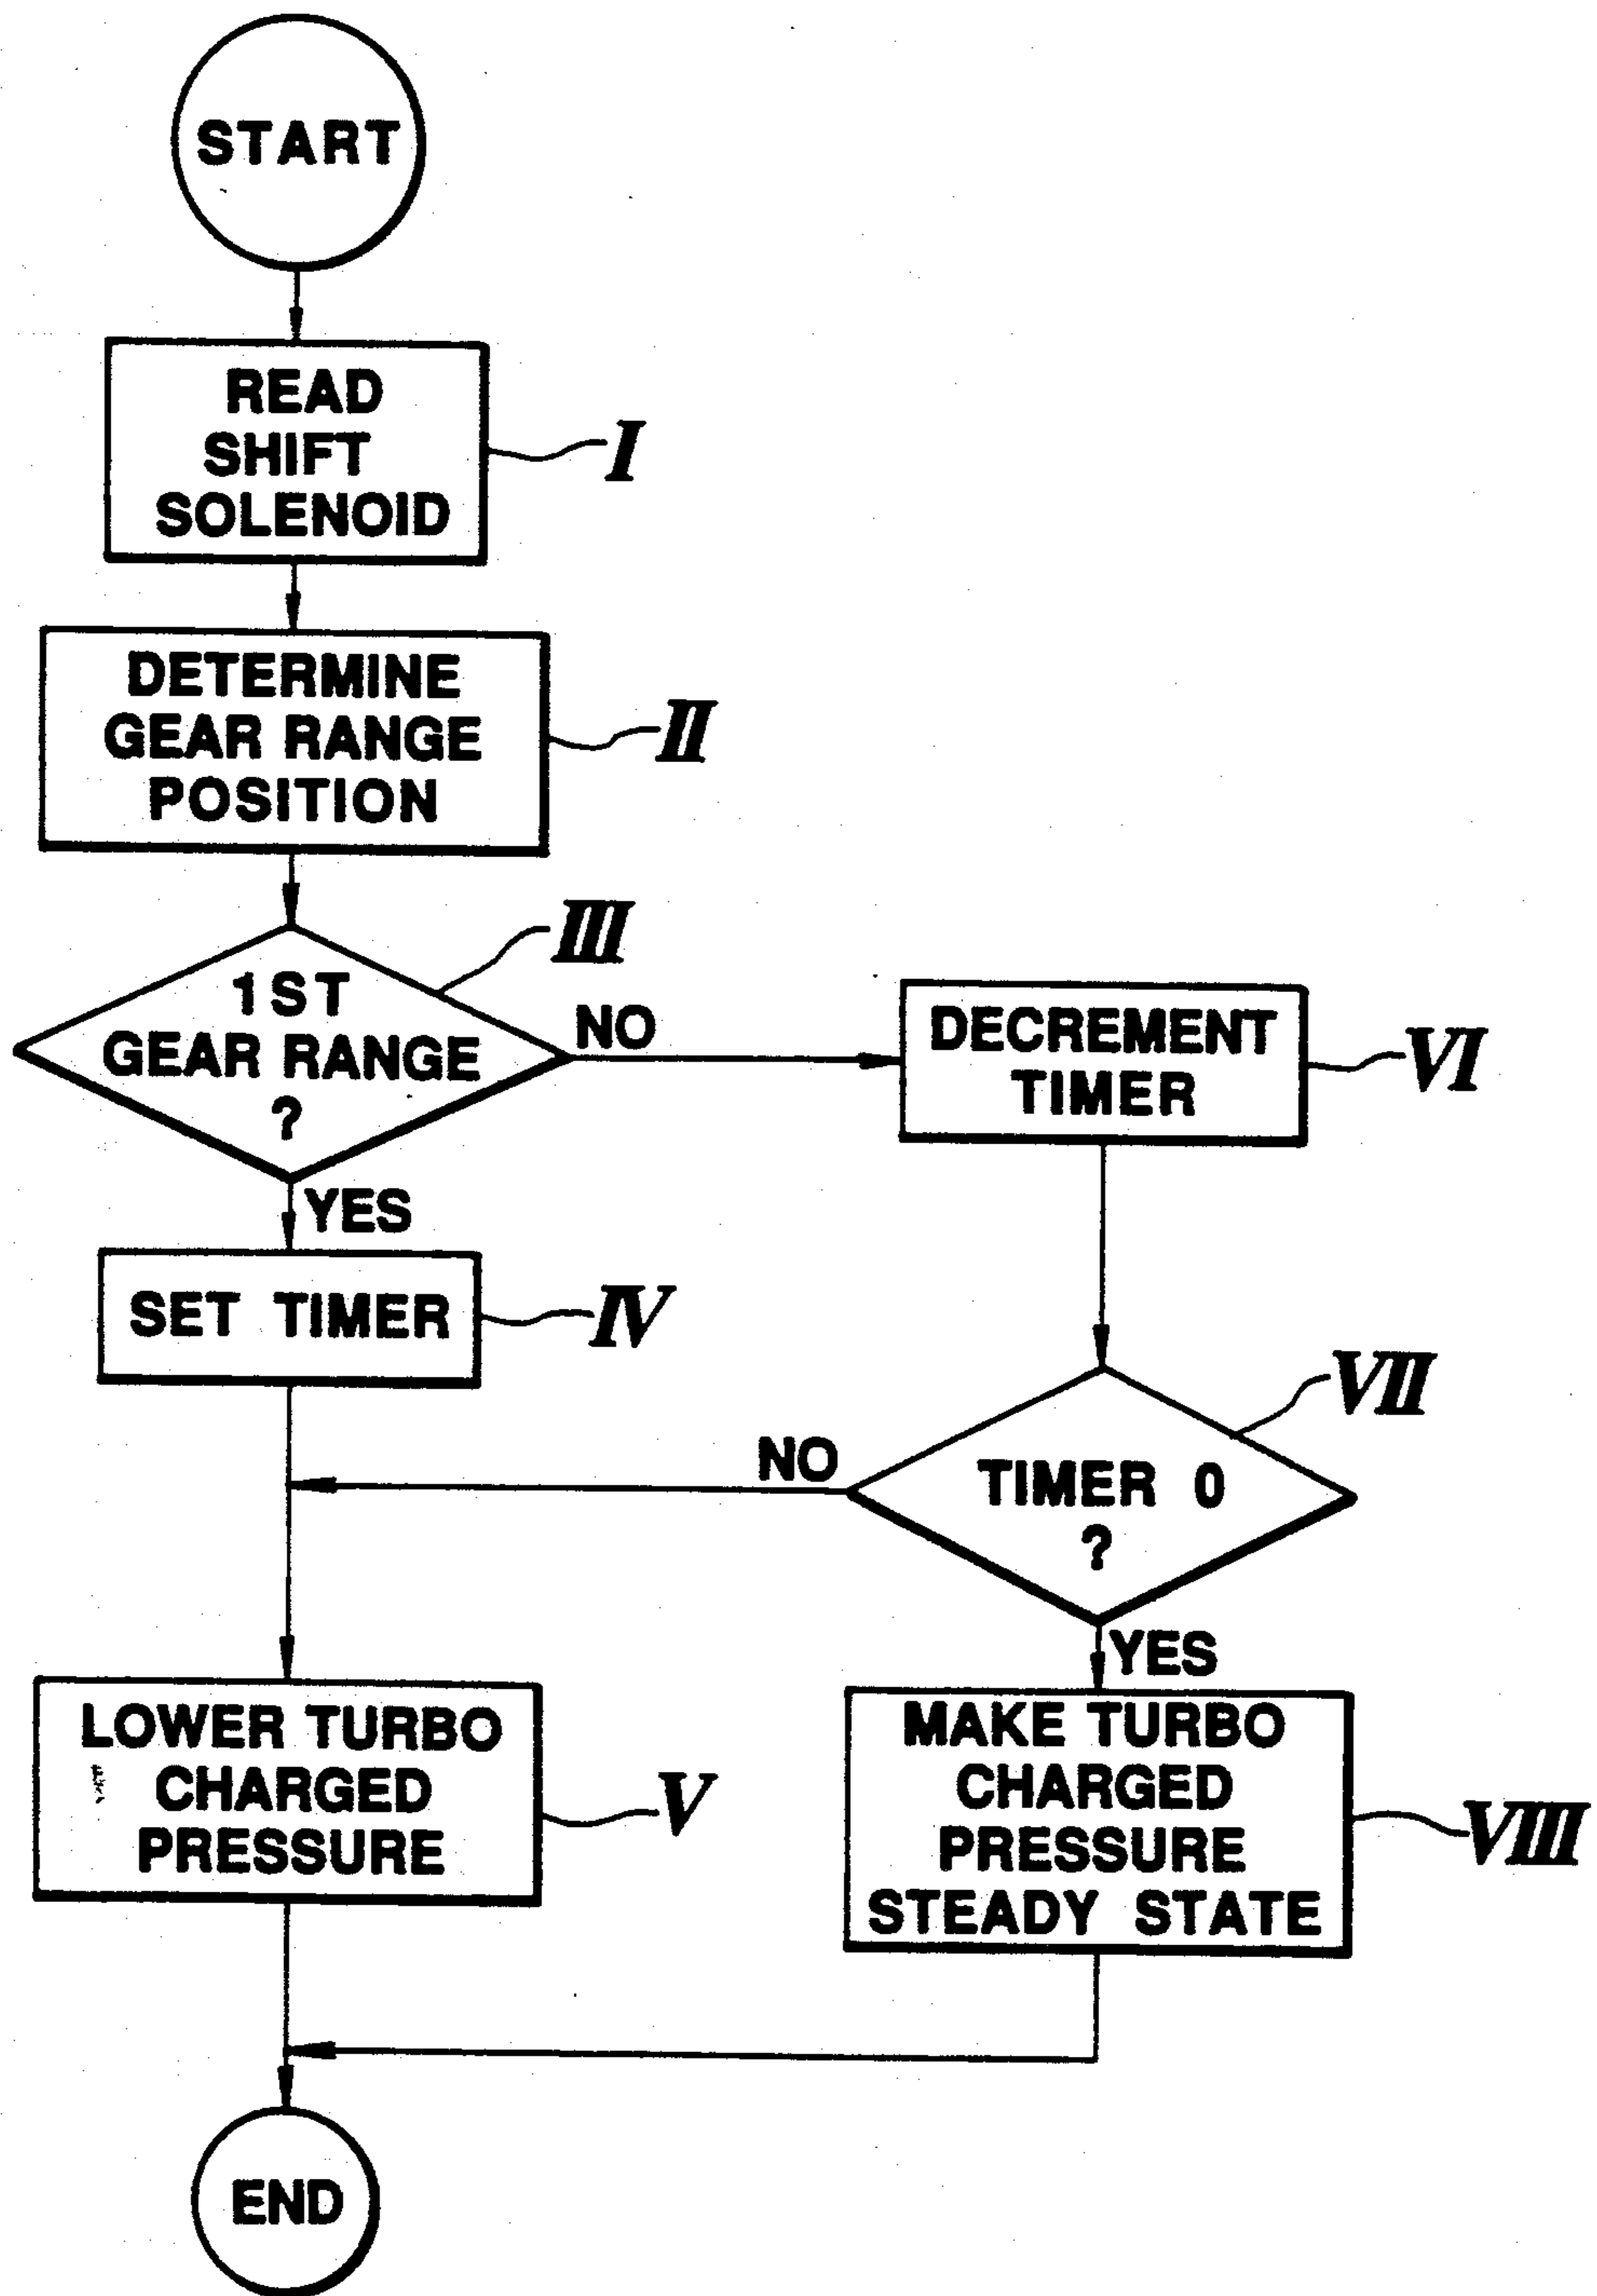 START
READ
SHIFT
SOLENOID
I
DETERMINE
GEAR RANGE
POSITION
II
III
1ST
GEAR RANGE
?
NO
YES
DECREMENT
TIMER
VI
SET TIMER
IV
VII
TIMER 0
?
NO
YES
LOWER TURBO
CHARGED
PRESSURE
V
MAKE TURBO
CHARGED
PRESSURE
STEADY STATE
VIII
END